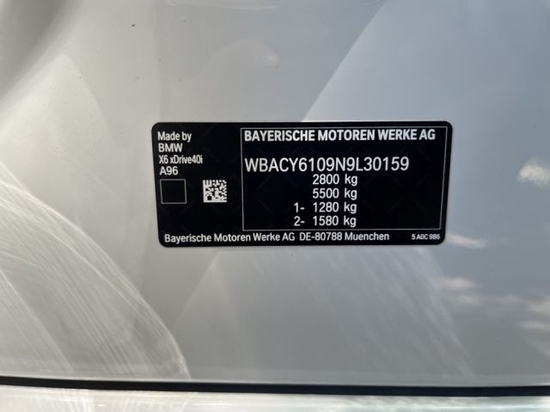 Made by
BMW
X6 xDrive40i
A96
BAYERISCHE MOTOREN WERKE AG
WBACY6109N9L30159
2800 kg
5500 kg
1- 1280 kg
2- 1580 kg
Bayerische Motoren Werke AG DE-80788 Muenchen
5 A0C 9B6